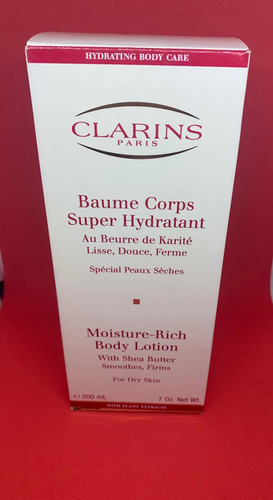 HYDRATING BODY CARE
CLARINS
PARIS
Baume Corps
Super Hydratant
Au Beurre de Karité
Lisse, Douce, Ferme
Spécial Peaux Sèches
Moisture-Rich
Body Lotion
With Shea Butter
Smoothes, Firms
For Dry Skin
e 200 mL 7 Oz. Net Wt.
WITH PLANT EXTRACTS